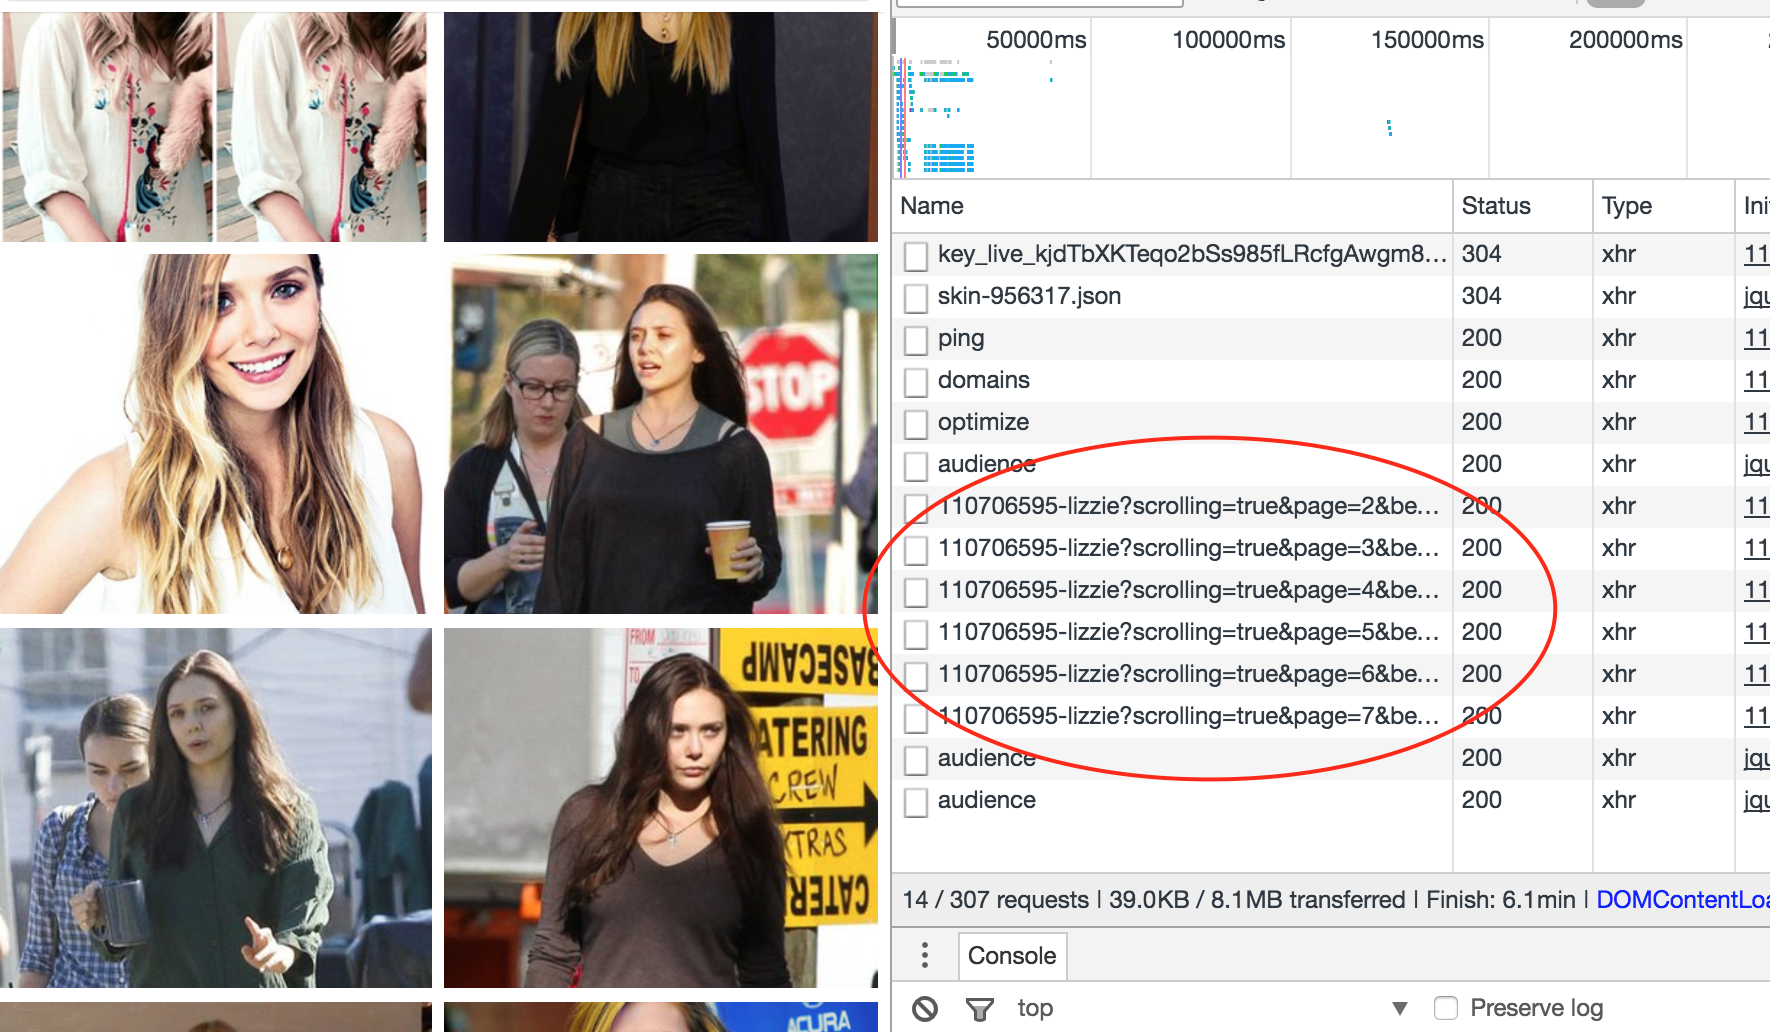 STOP
FROM
TO
BASECAMP
CATERING
CREW
EXTRAS
CATER
ACURA
50000ms 100000ms 150000ms 200000ms
Name Status Type Ini
key_live_kjdTbXKTeqo2bSs985fLRcfgAwgm8... 304 xhr 11
skin-956317.json 304 xhr jqu
ping 200 xhr 11
domains 200 xhr 11
optimize 200 xhr 11
audience 200 xhr jqu
110706595-lizzie?scrolling=true&page=2&be... 200 xhr 11
110706595-lizzie?scrolling=true&page=3&be... 200 xhr 11
110706595-lizzie?scrolling=true&page=4&be... 200 xhr 11
110706595-lizzie?scrolling=true&page=5&be... 200 xhr 11
110706595-lizzie?scrolling=true&page=6&be... 200 xhr 11
110706595-lizzie?scrolling=true&page=7&be... 200 xhr 11
audience 200 xhr jqu
audience 200 xhr jqu
14 / 307 requests | 39.0KB / 8.1MB transferred | Finish: 6.1min | DOMContentLoa
Console
top Preserve log